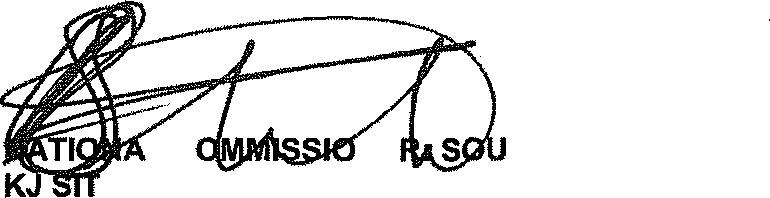 NATIONA OMMISSIO R: SOU
KJ SIT